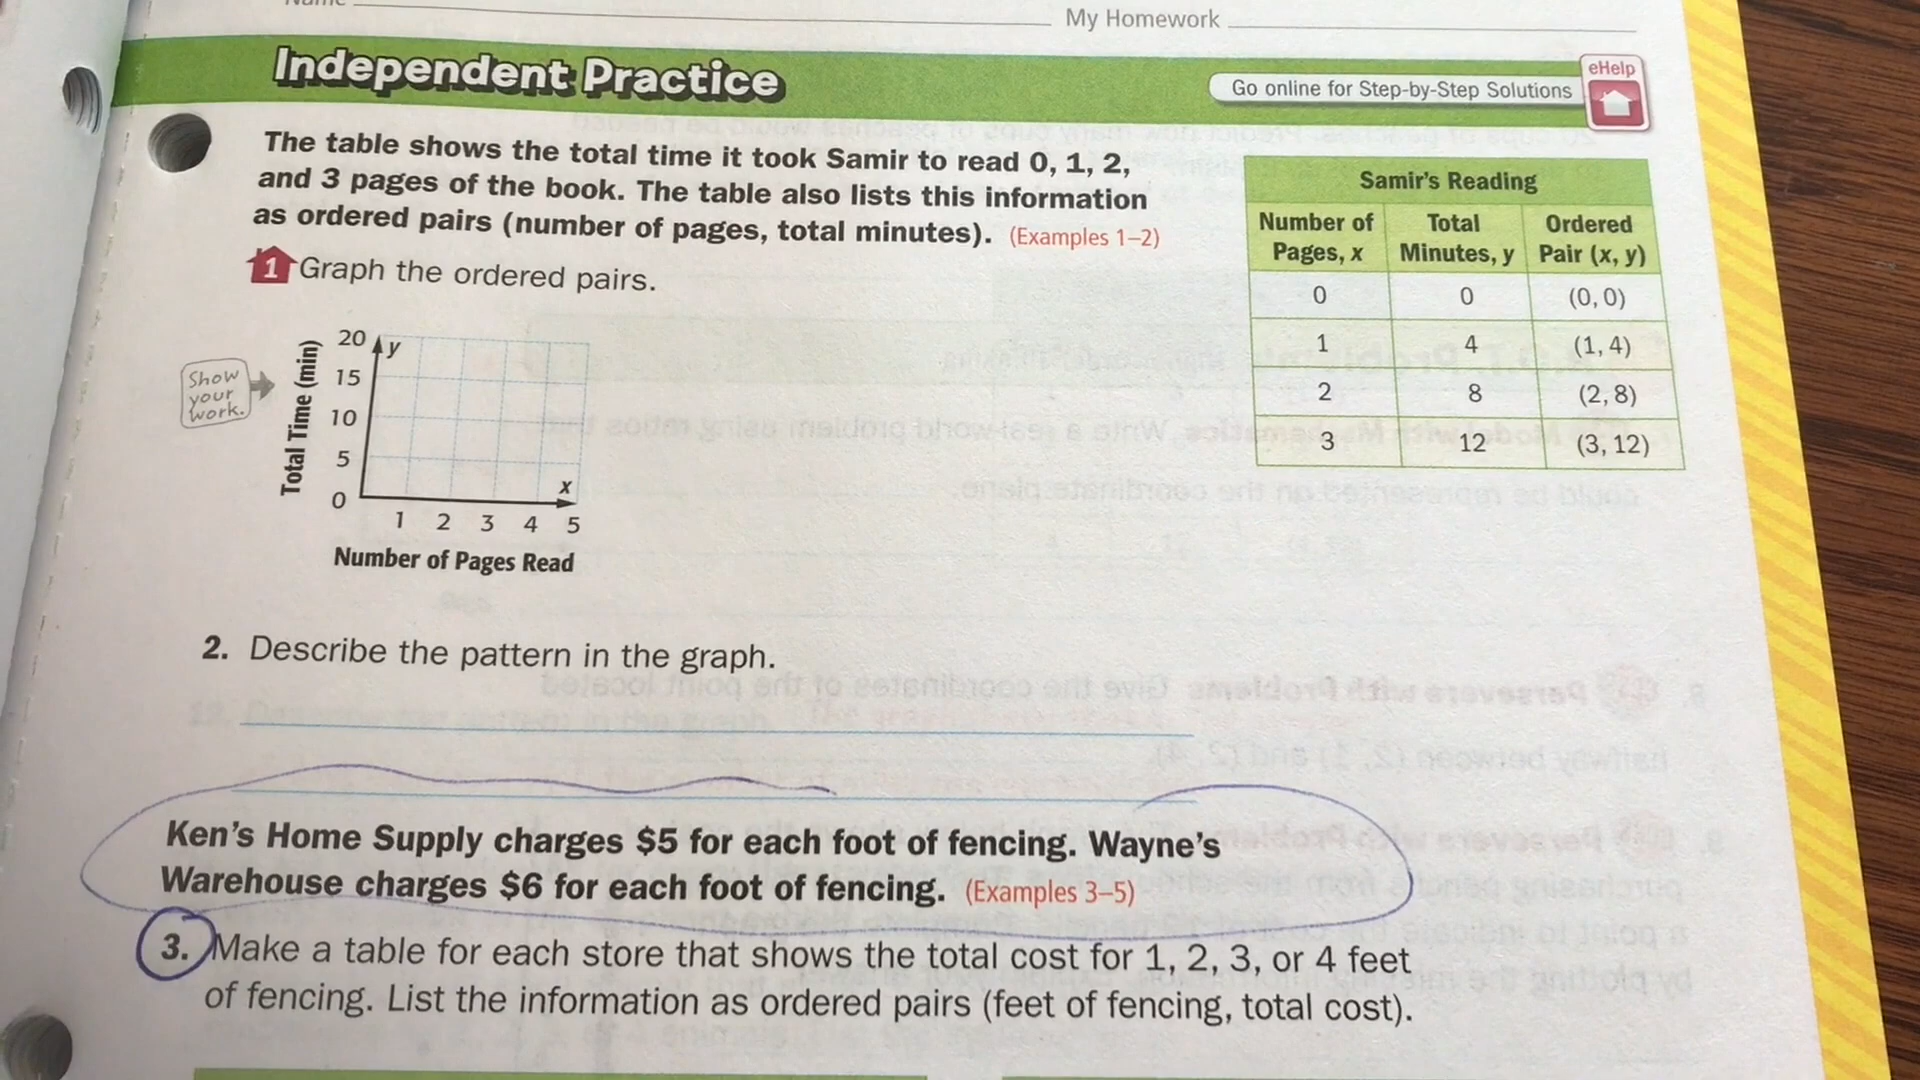 My Homework
Independent Practice
Go online for Step-by-Step Solutions
eHelp
The table shows the total time it took Samir to read 0, 1, 2,
and 3 pages of the book. The table also lists this information
as ordered pairs (number of pages, total minutes). (Examples 1–2)
1 Graph the ordered pairs.
Show
your
work.
Total Time (min)
20
15
10
5
0
y
x
1 2 3 4 5
Number of Pages Read
Samir's Reading
Number of Pages, x Total Minutes, y Ordered Pair (x, y)
0 0 (0, 0)
1 4 (1, 4)
2 8 (2, 8)
3 12 (3, 12)
2. Describe the pattern in the graph.
Ken's Home Supply charges $5 for each foot of fencing. Wayne's
Warehouse charges $6 for each foot of fencing. (Examples 3–5)
3. Make a table for each store that shows the total cost for 1, 2, 3, or 4 feet
of fencing. List the information as ordered pairs (feet of fencing, total cost).